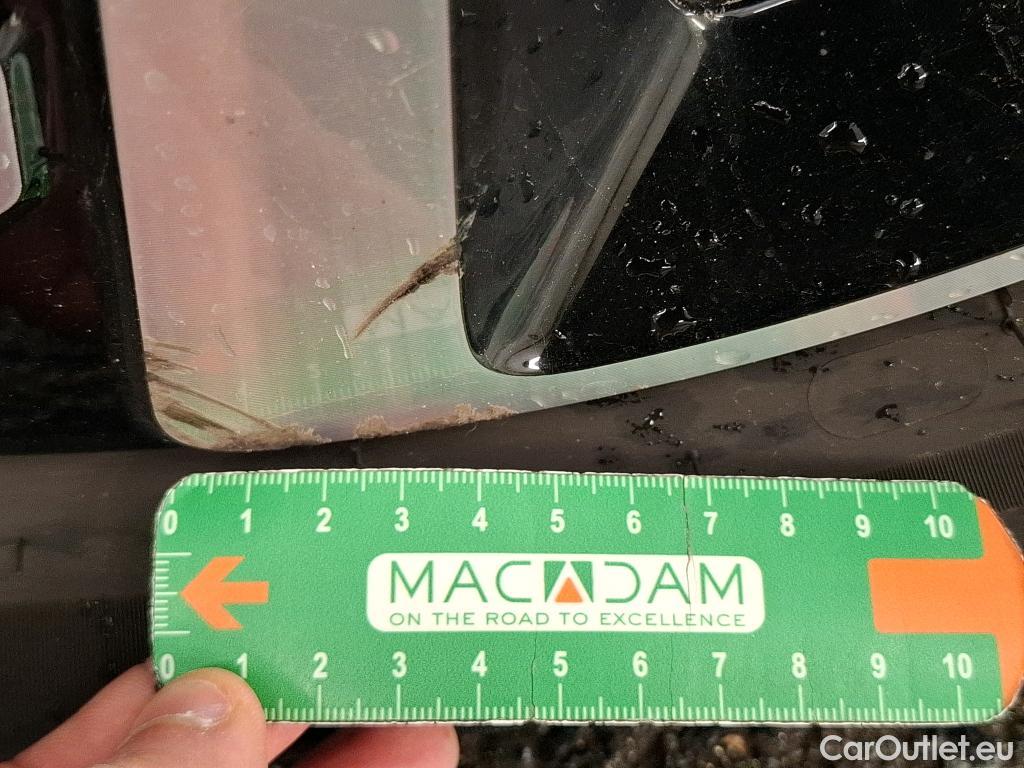 0 1 2 3 4 5 6 7 8 9 10
MACADAM
ON THE ROAD TO EXCELLENCE
0 1 2 3 4 5 6 7 8 9 10
CarOutlet.eu